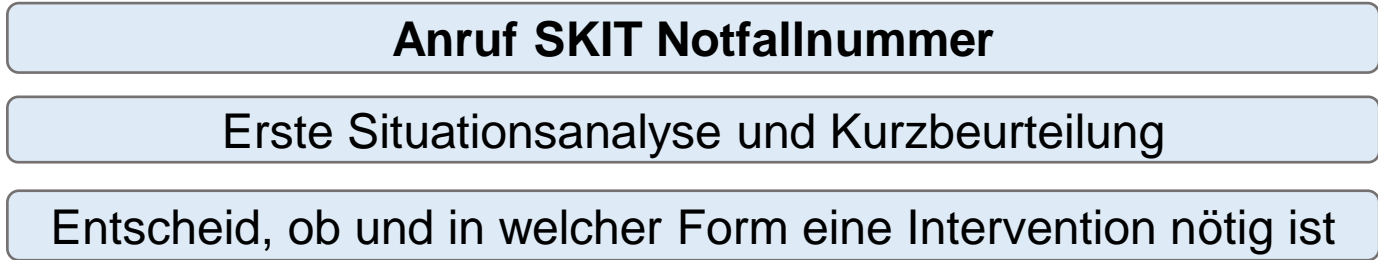 Anruf SKIT Notfallnummer
Erste Situationsanalyse und Kurzbeurteilung
Entscheid, ob und in welcher Form eine Intervention nötig ist